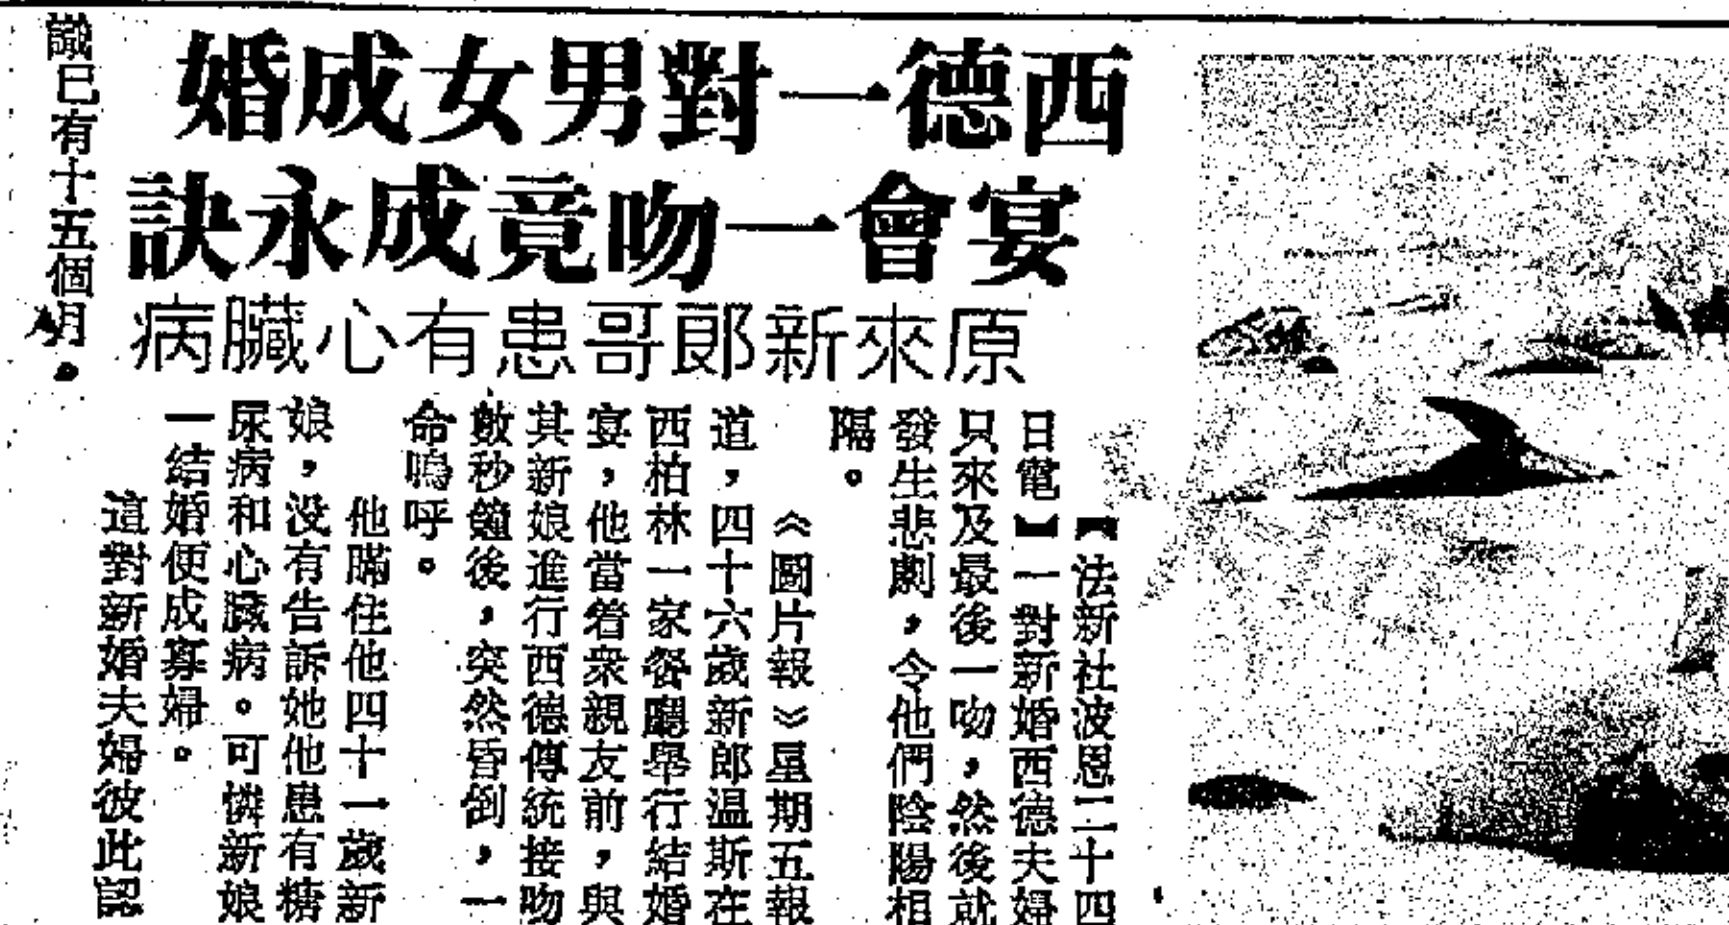 西德一對男女成婚
宴會一吻竟成永訣
原來新郎哥患有心臟病
【法新社波恩二十四
日電】一對新婚西德夫婦
只來及最後一吻，然後就
發生悲劇，令他們陰陽相
隔。
《圖片報》星期五報
道，四十六歲新郎温斯在
西柏林一家餐廳舉行結婚
宴，他當着衆親友前，與
其新娘進行西德傳統接吻
數秒鐘後，突然昏倒，一
命嗚呼。
他瞞住他四十一歲新
娘，没有告訴她他患有糖
尿病和心臟病。可憐新娘
一結婚便成寡婦。
這對新婚夫婦彼此認
識已有十五個月。